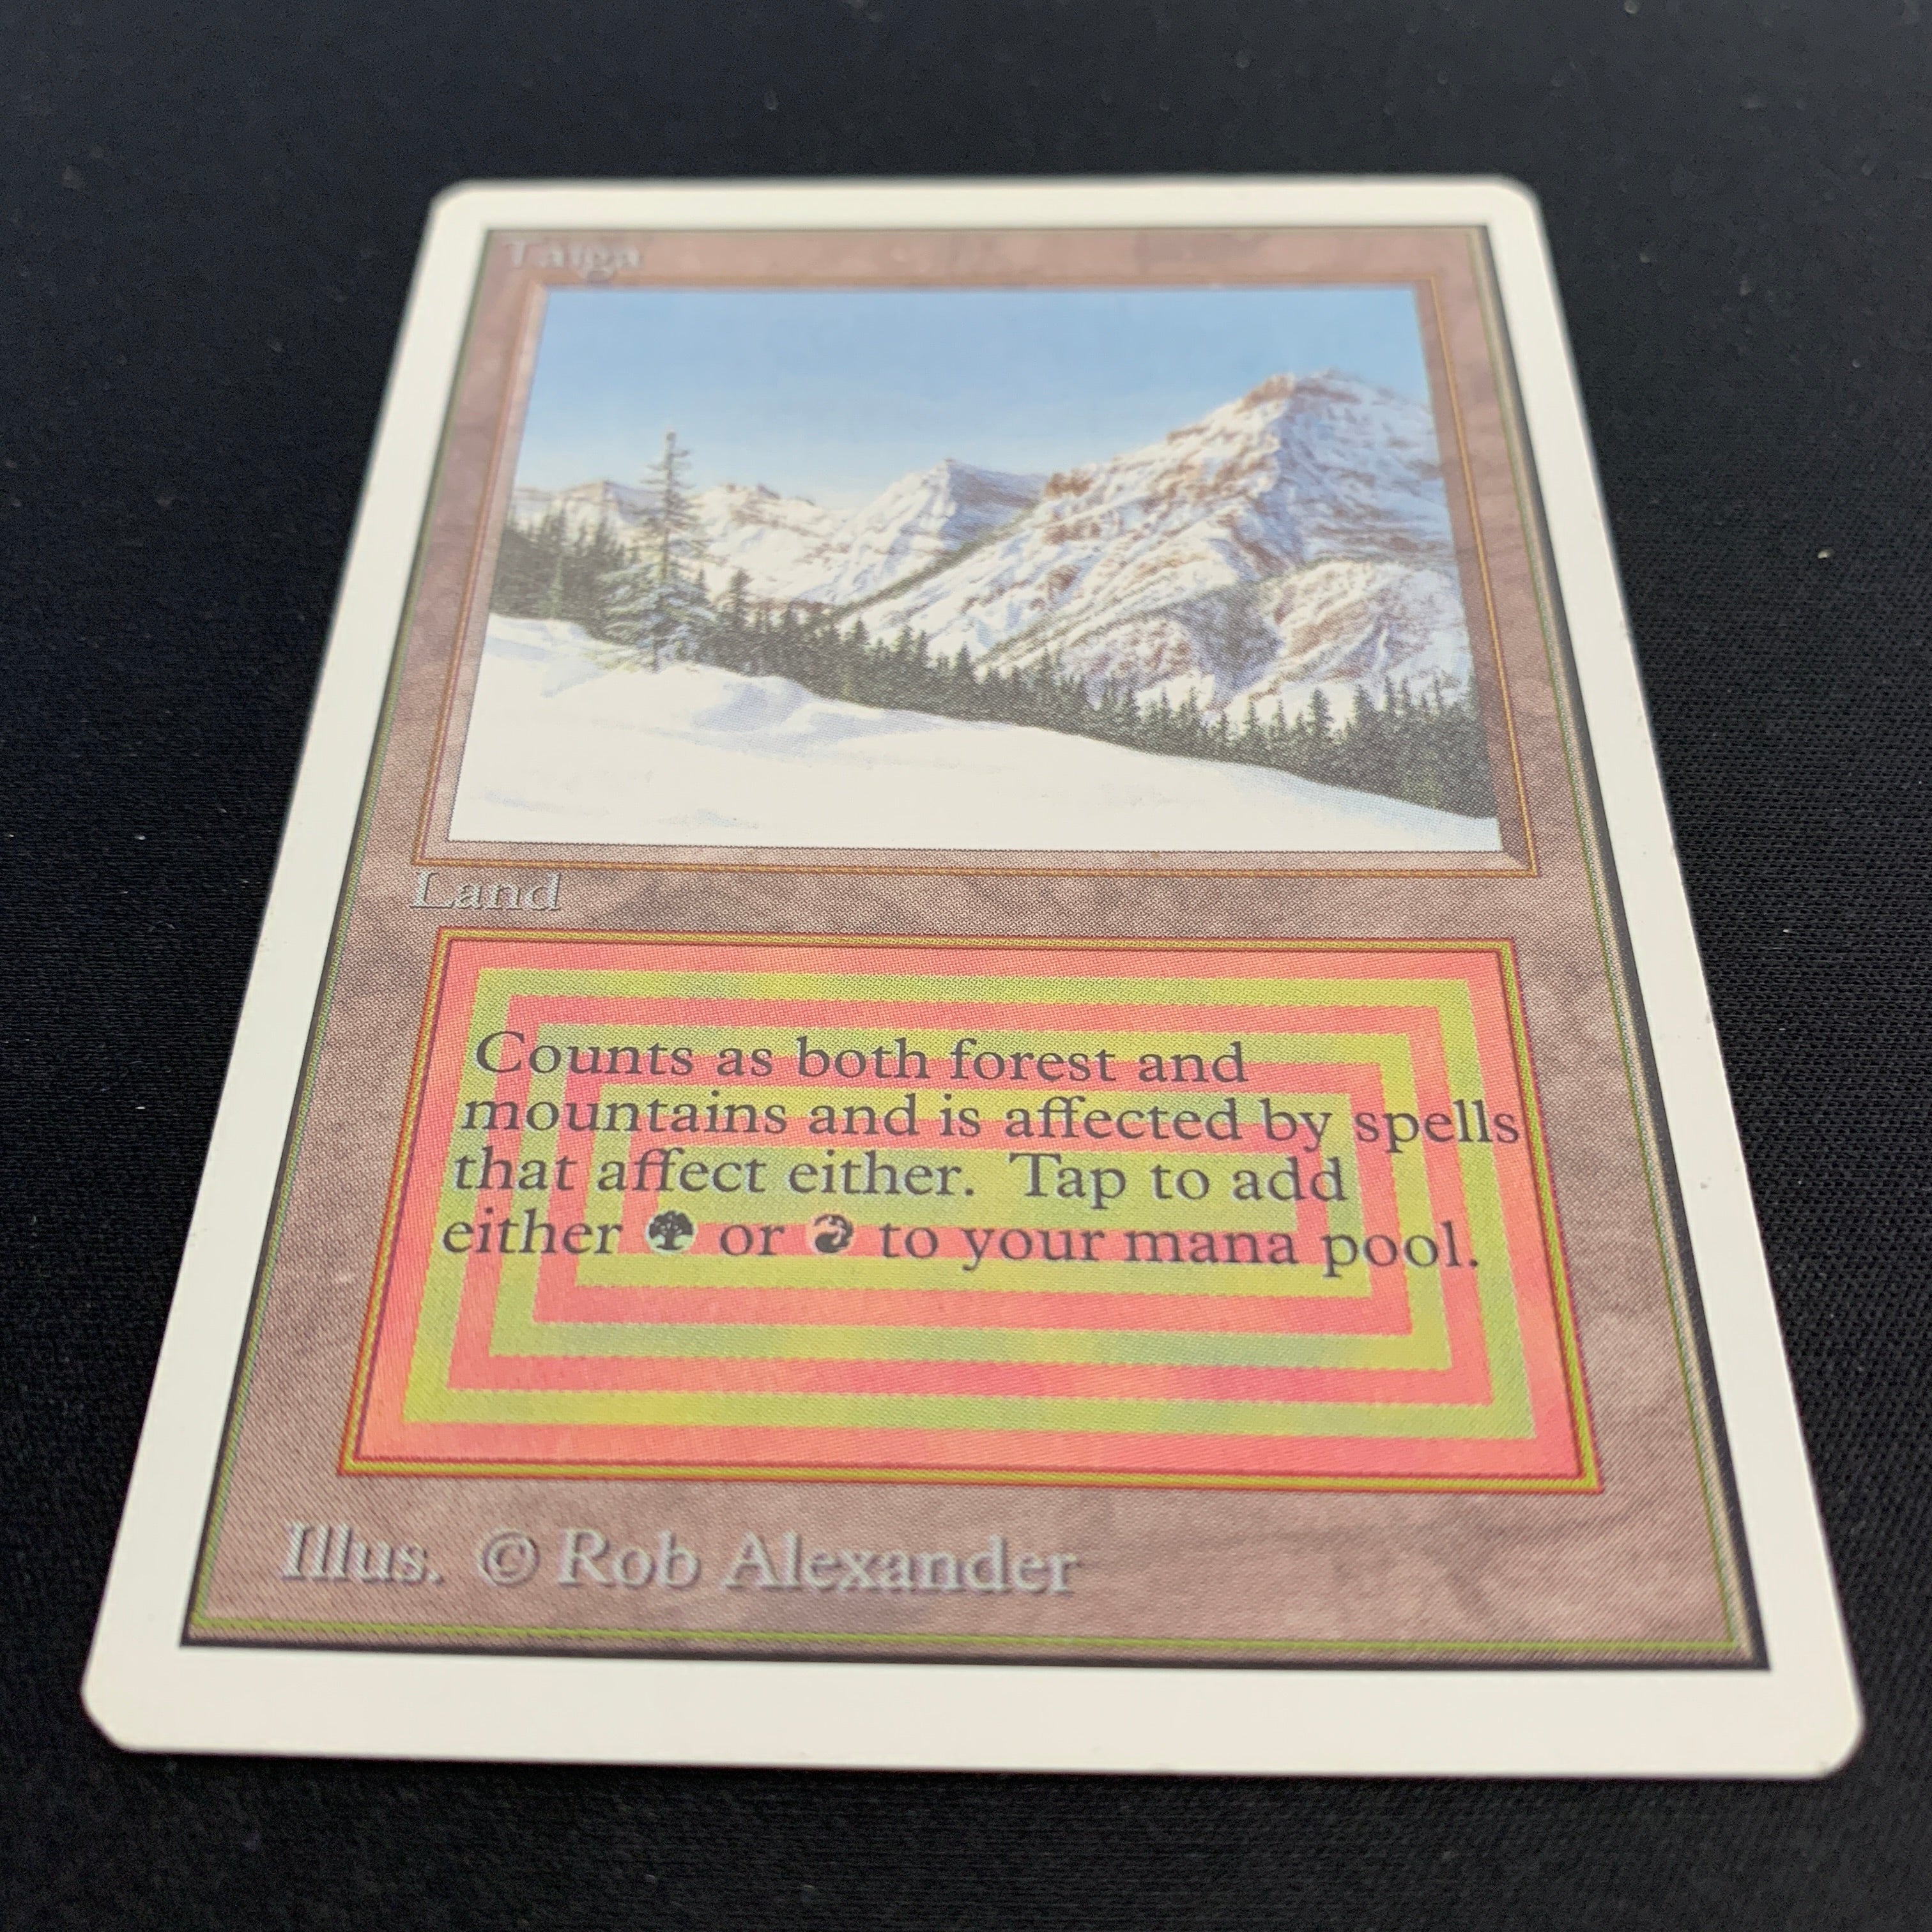 Taiga
Land
Counts as both forest and
mountains and is affected by spells
that affect either. Tap to add
either or to your mana pool.
Illus. © Rob Alexander